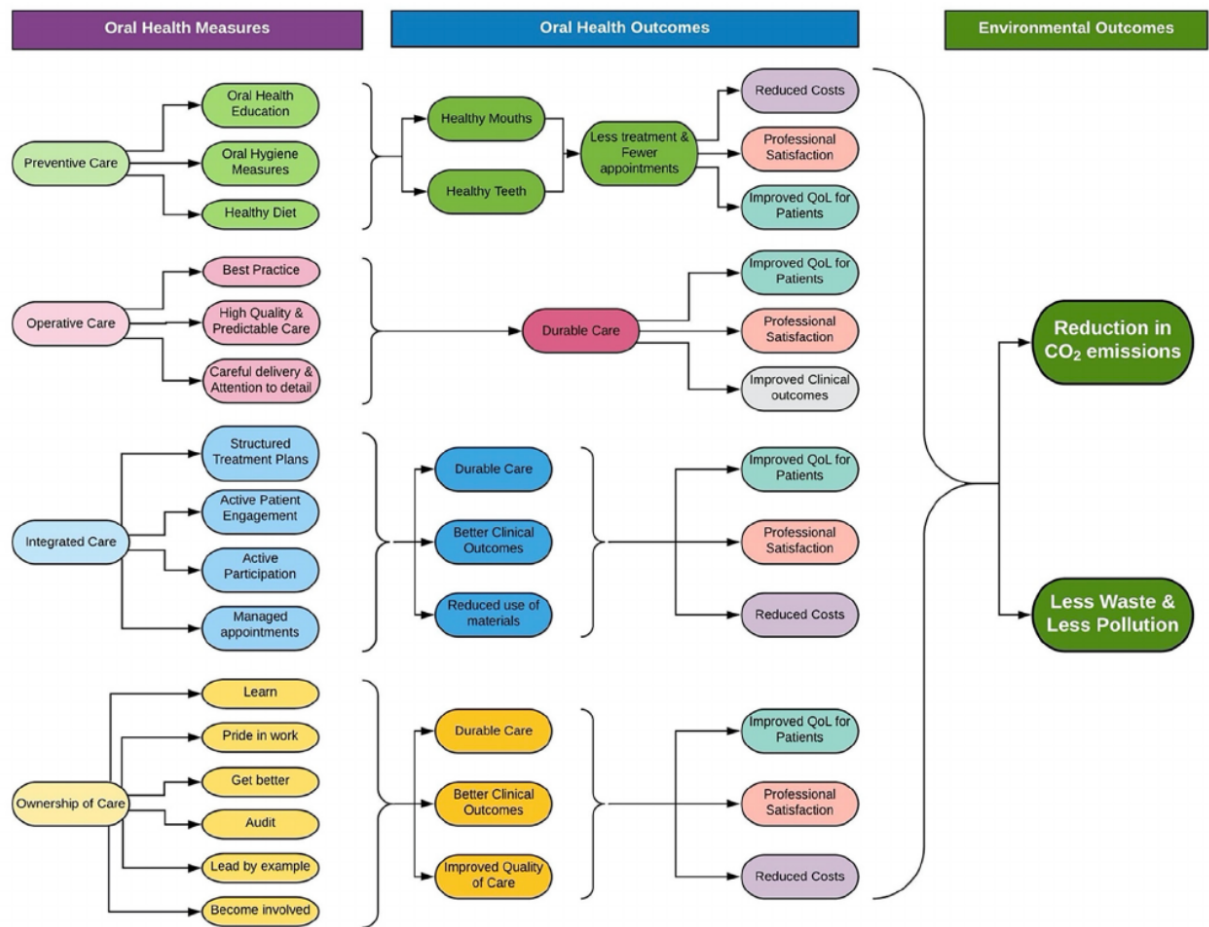 Oral Health Measures
Oral Health Outcomes
Environmental Outcomes
Preventive Care
Oral Health
Education
Oral Hygiene
Measures
Healthy Diet
Healthy Mouths
Healthy Teeth
Less treatment &
Fewer
appointments
Reduced Costs
Professional
Satisfaction
Improved QoL for
Patients
Operative Care
Best Practice
High Quality &
Predictable Care
Careful delivery &
Attention to detail
Durable Care
Improved QoL for
Patients
Professional
Satisfaction
Improved Clinical
outcomes
Integrated Care
Structured
Treatment Plans
Active Patient
Engagement
Active
Participation
Managed
appointments
Durable Care
Better Clinical
Outcomes
Reduced use of
materials
Improved QoL for
Patients
Professional
Satisfaction
Reduced Costs
Ownership of Care
Learn
Pride in work
Get better
Audit
Lead by example
Become involved
Durable Care
Better Clinical
Outcomes
Improved Quality
of Care
Improved QoL for
Patients
Professional
Satisfaction
Reduced Costs
Reduction in
CO₂ emissions
Less Waste &
Less Pollution